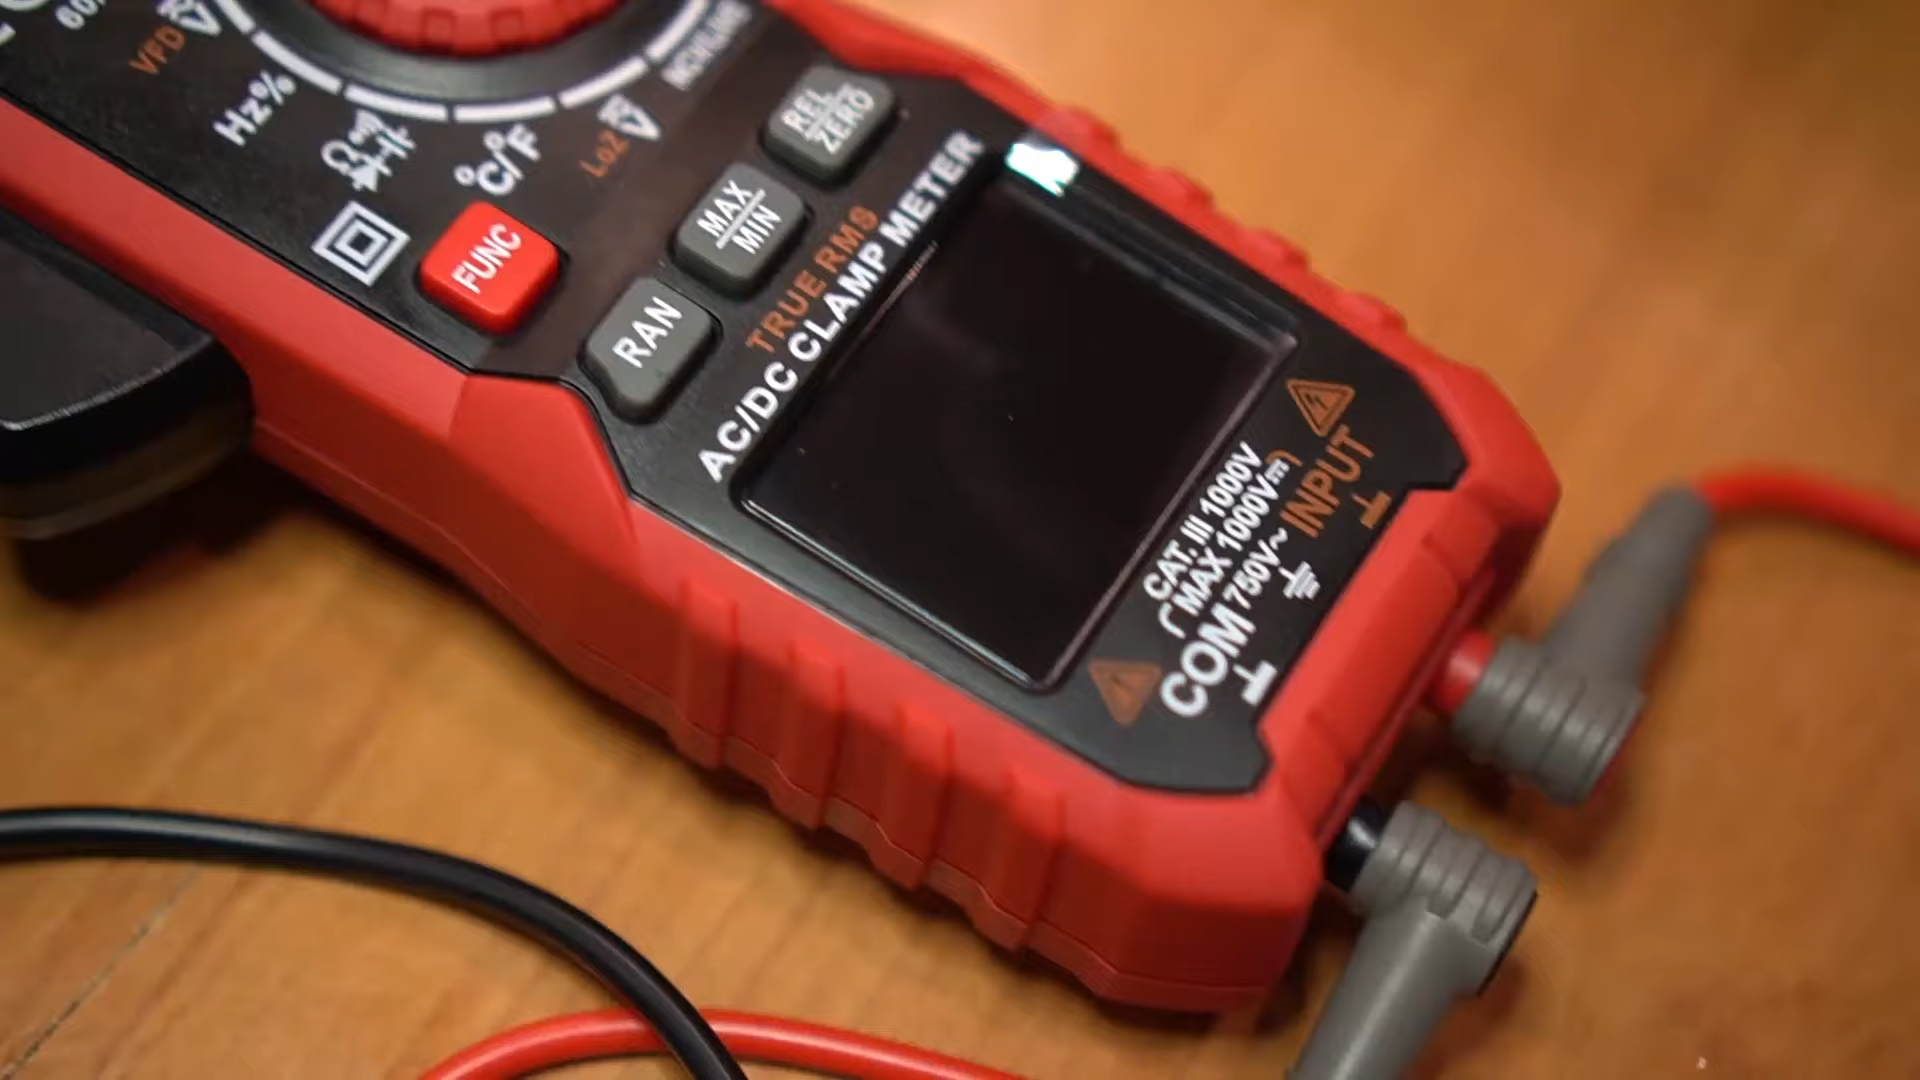 VFD
Hz%
°C/°F
LoZ
FUNC
REL
ZERO
MAX
MIN
RAN
TRUE RMS
AC/DC CLAMP METER
CAT. III 1000V
MAX 1000V
750V~
INPUT
COM